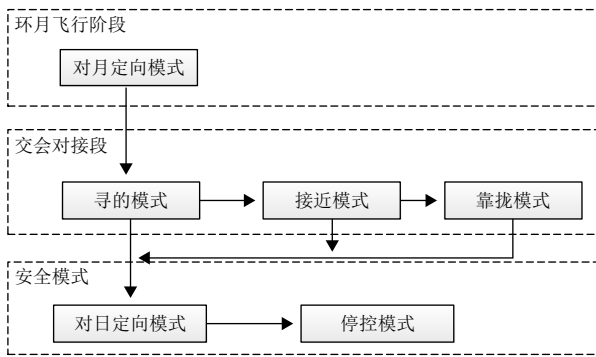 环月飞行阶段
对月定向模式
交会对接段
寻的模式
接近模式
靠拢模式
安全模式
对日定向模式
停控模式